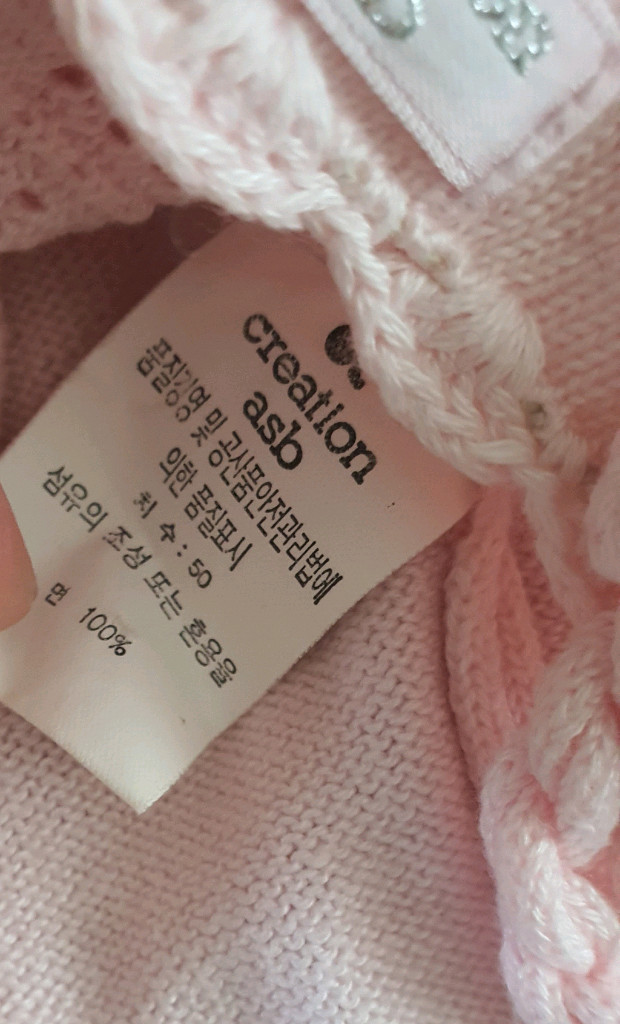 creation
asb
품질경영 및 공산품안전관리법에
의한 품질표시
치 수 : 50
섬유의 조성 또는 혼용율
면 100%